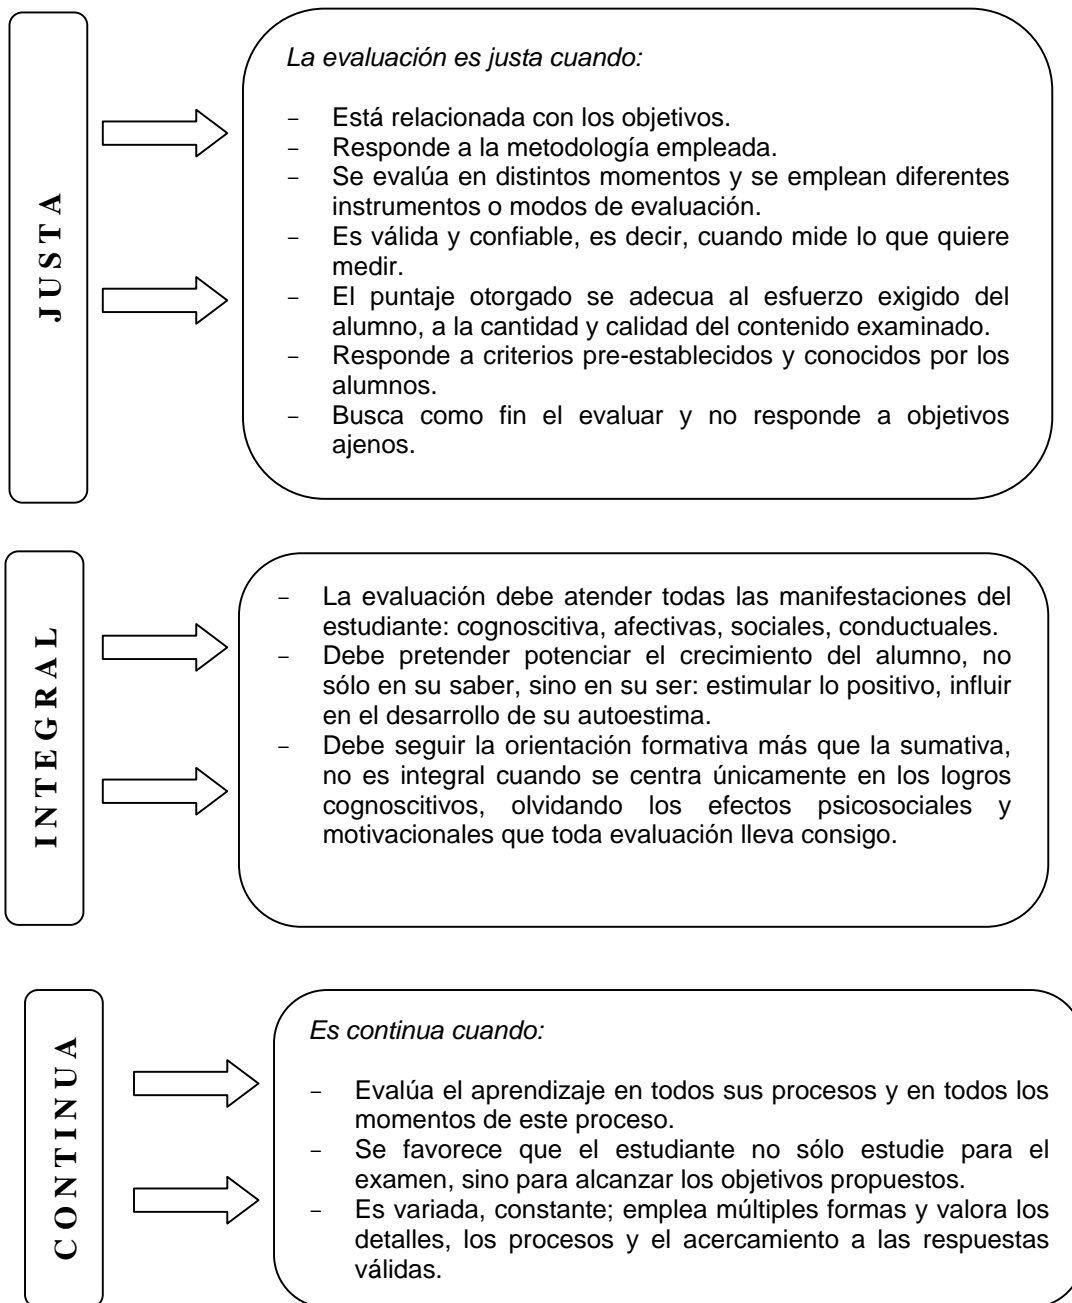 J U S T A
La evaluación es justa cuando:
- Está relacionada con los objetivos.
- Responde a la metodología empleada.
- Se evalúa en distintos momentos y se emplean diferentes
instrumentos o modos de evaluación.
- Es válida y confiable, es decir, cuando mide lo que quiere
medir.
- El puntaje otorgado se adecua al esfuerzo exigido del
alumno, a la cantidad y calidad del contenido examinado.
- Responde a criterios pre-establecidos y conocidos por los
alumnos.
- Busca como fin el evaluar y no responde a objetivos
ajenos.
I N T E G R A L
- La evaluación debe atender todas las manifestaciones del
estudiante: cognoscitiva, afectivas, sociales, conductuales.
- Debe pretender potenciar el crecimiento del alumno, no
sólo en su saber, sino en su ser: estimular lo positivo, influir
en el desarrollo de su autoestima.
- Debe seguir la orientación formativa más que la sumativa,
no es integral cuando se centra únicamente en los logros
cognoscitivos, olvidando los efectos psicosociales y
motivacionales que toda evaluación lleva consigo.
C O N T I N U A
Es continua cuando:
- Evalúa el aprendizaje en todos sus procesos y en todos los
momentos de este proceso.
- Se favorece que el estudiante no sólo estudie para el
examen, sino para alcanzar los objetivos propuestos.
- Es variada, constante; emplea múltiples formas y valora los
detalles, los procesos y el acercamiento a las respuestas
válidas.